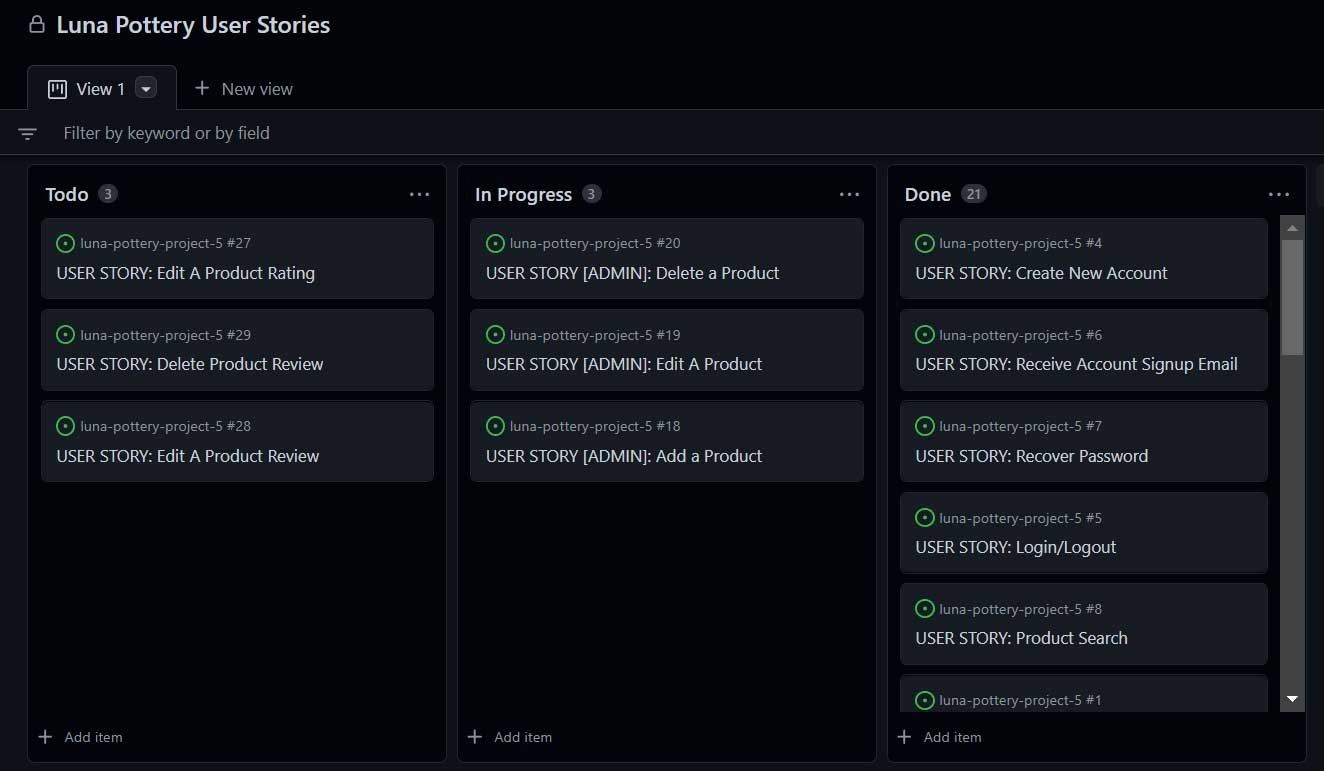 Luna Pottery User Stories
View 1
New view
Filter by keyword or by field
Todo 3
luna-pottery-project-5 #27
USER STORY: Edit A Product Rating
luna-pottery-project-5 #29
USER STORY: Delete Product Review
luna-pottery-project-5 #28
USER STORY: Edit A Product Review
Add item
In Progress 3
luna-pottery-project-5 #20
USER STORY [ADMIN]: Delete a Product
luna-pottery-project-5 #19
USER STORY [ADMIN]: Edit A Product
luna-pottery-project-5 #18
USER STORY [ADMIN]: Add a Product
Add item
Done 21
luna-pottery-project-5 #4
USER STORY: Create New Account
luna-pottery-project-5 #6
USER STORY: Receive Account Signup Email
luna-pottery-project-5 #7
USER STORY: Recover Password
luna-pottery-project-5 #5
USER STORY: Login/Logout
luna-pottery-project-5 #8
USER STORY: Product Search
luna-pottery-project-5 #1
Add item